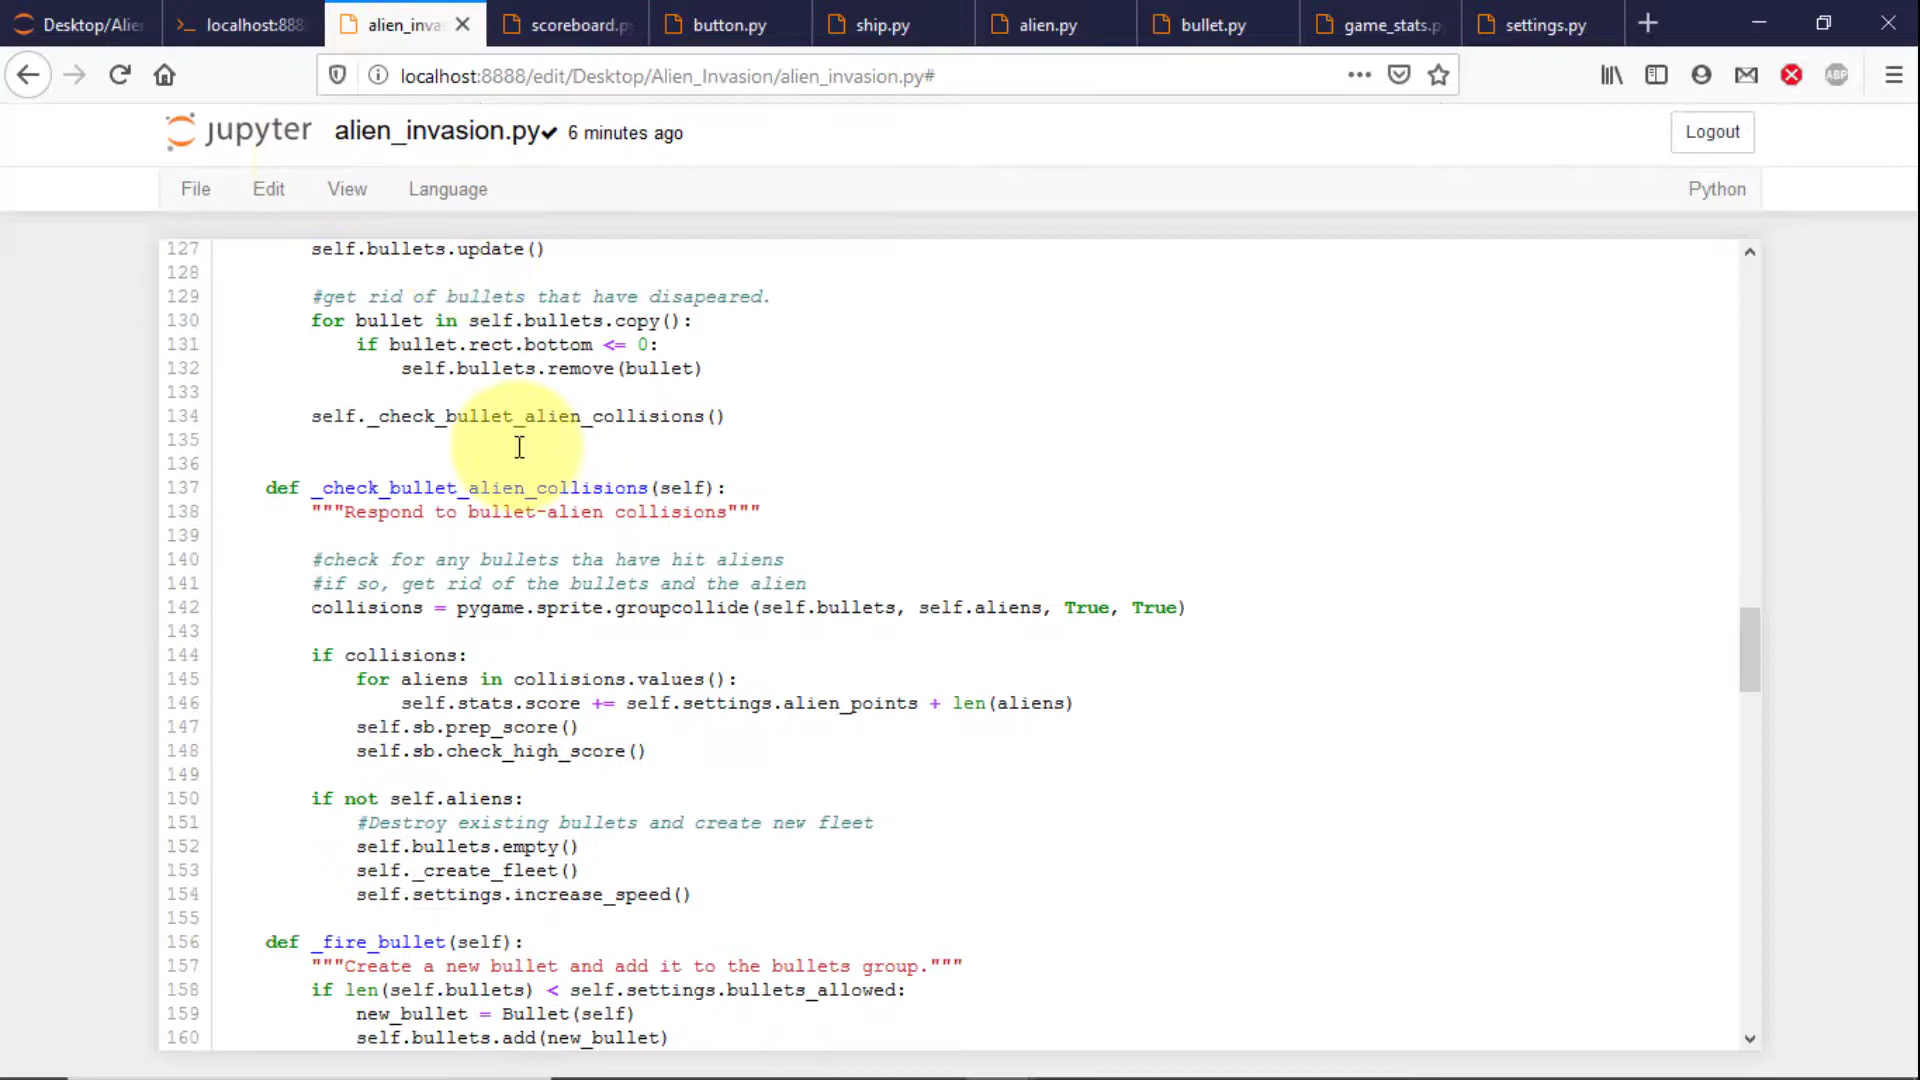 Desktop/Alie
localhost:888
alien_inva
scoreboard.p
button.py
ship.py
alien.py
bullet.py
game_stats.p
settings.py
localhost:8888/edit/Desktop/Alien_Invasion/alien_invasion.py#
ABP
jupyter alien_invasion.py✔ 6 minutes ago
Logout
File Edit View Language
Python
127 self.bullets.update()
128
129 #get rid of bullets that have disapeared.
130 for bullet in self.bullets.copy():
131 if bullet.rect.bottom <= 0:
132 self.bullets.remove(bullet)
133
134 self._check_bullet_alien_collisions()
135
136
137 def _check_bullet_alien_collisions(self):
138 """Respond to bullet-alien collisions"""
139
140 #check for any bullets tha have hit aliens
141 #if so, get rid of the bullets and the alien
142 collisions = pygame.sprite.groupcollide(self.bullets, self.aliens, True, True)
143
144 if collisions:
145 for aliens in collisions.values():
146 self.stats.score += self.settings.alien_points + len(aliens)
147 self.sb.prep_score()
148 self.sb.check_high_score()
149
150 if not self.aliens:
151 #Destroy existing bullets and create new fleet
152 self.bullets.empty()
153 self._create_fleet()
154 self.settings.increase_speed()
155
156 def _fire_bullet(self):
157 """Create a new bullet and add it to the bullets group."""
158 if len(self.bullets) < self.settings.bullets_allowed:
159 new_bullet = Bullet(self)
160 self.bullets.add(new_bullet)